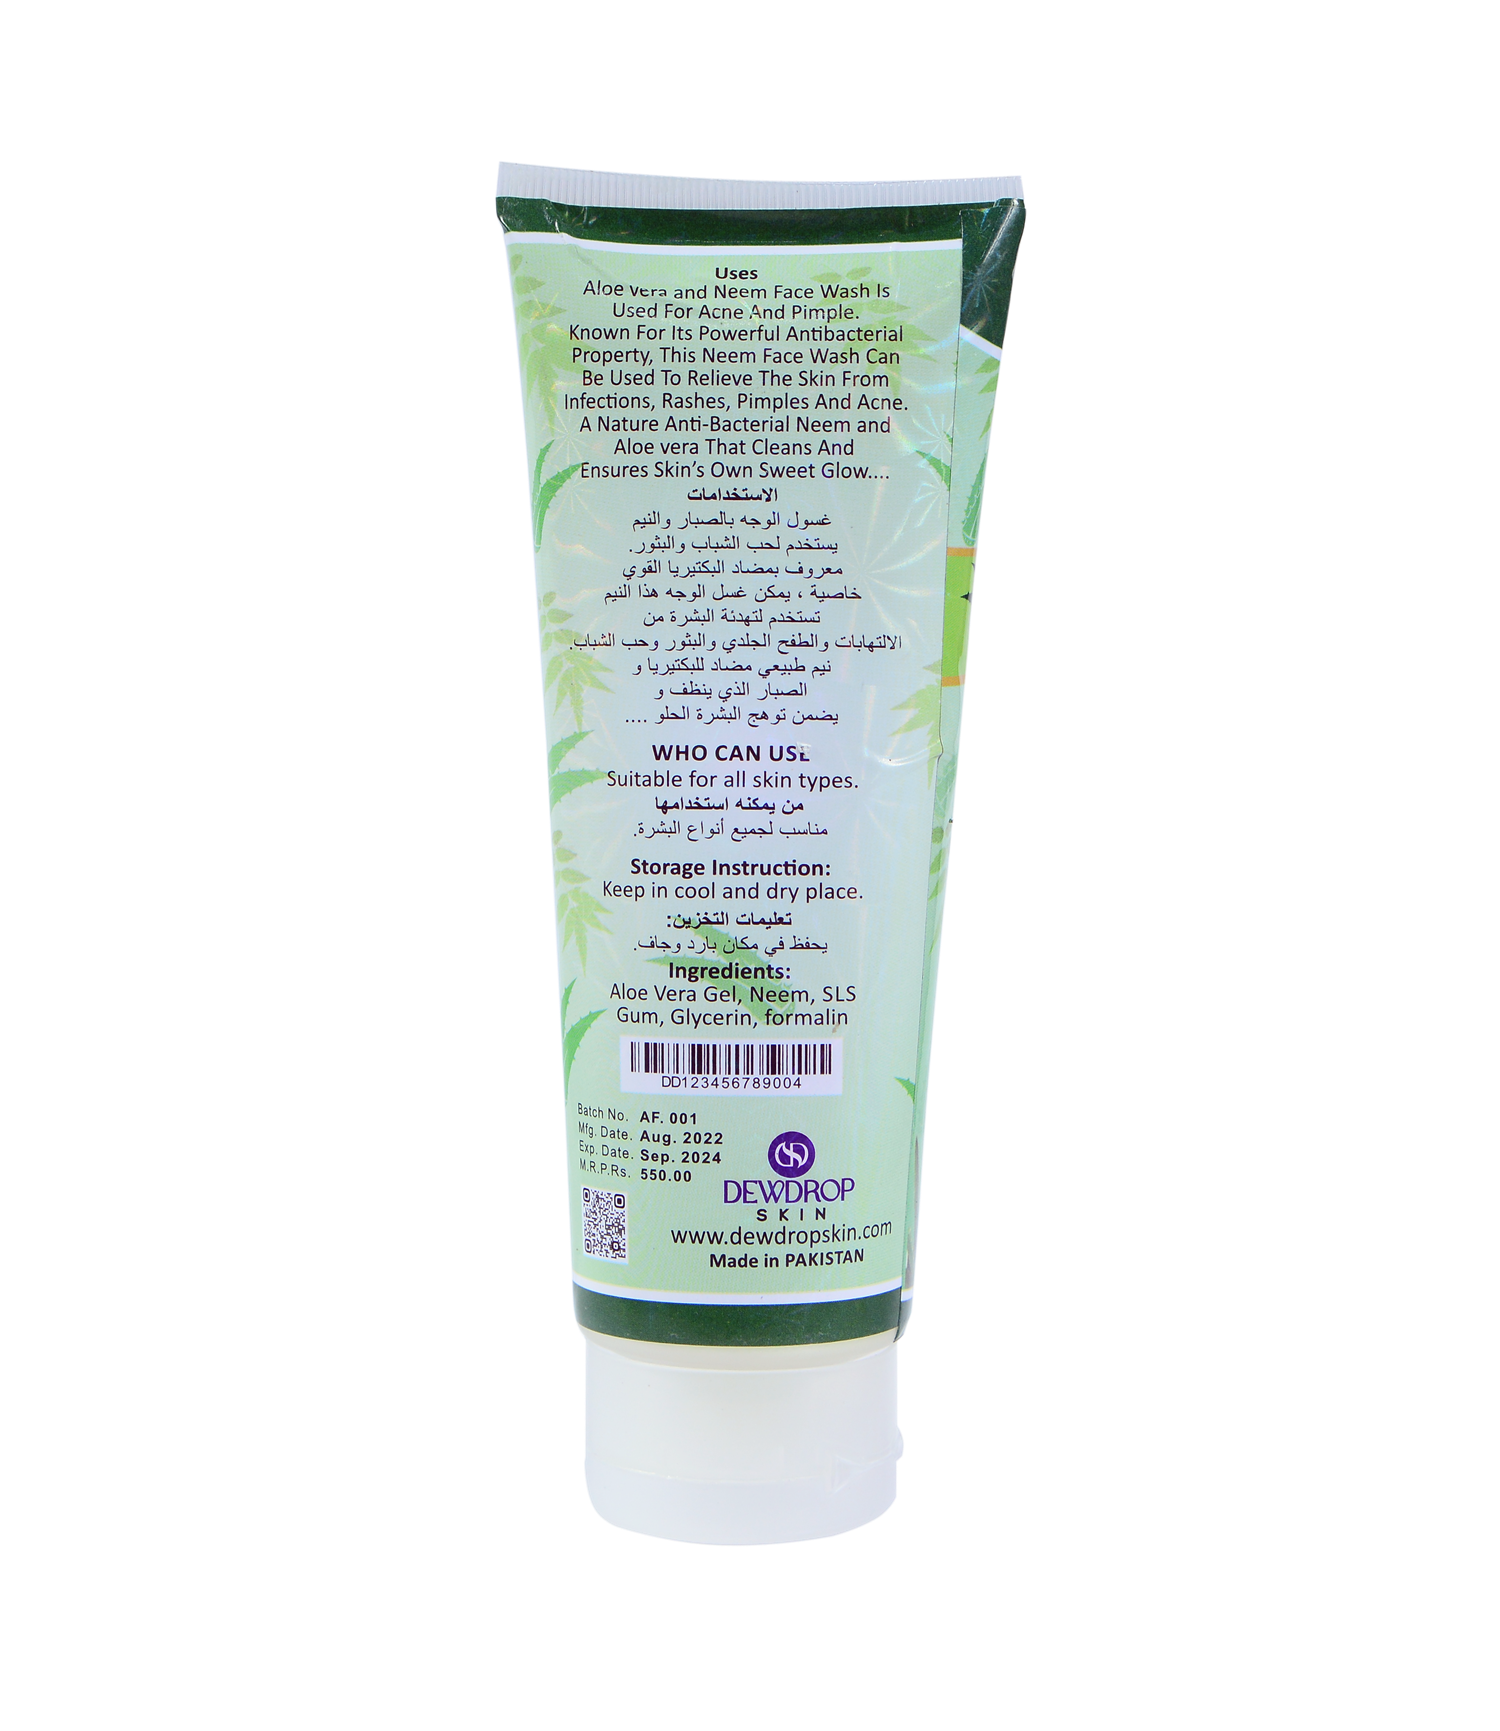 Uses
Aloe vera and Neem Face Wash Is
Used For Acne And Pimple.
Known For Its Powerful Antibacterial
Property, This Neem Face Wash Can
Be Used To Relieve The Skin From
Infections, Rashes, Pimples And Acne.
A Nature Anti-Bacterial Neem and
Aloe vera That Cleans And
Ensures Skin's Own Sweet Glow....
الاستخدامات
غسول الوجه بالصبار والنيم
يستخدم لحب الشباب والبثور.
معروف بمضاد البكتيريا القوي
خاصية ، يمكن غسل الوجه هذا النيم
تستخدم لتهدئة البشرة من
الالتهابات والطفح الجلدي والبثور وحب الشباب.
نيم طبيعي مضاد للبكتيريا و
الصبار الذي ينظف و
يضمن توهج البشرة الحلو ....
WHO CAN USE
Suitable for all skin types.
من يمكنه استخدامها
مناسب لجميع أنواع البشرة.
Storage Instruction:
Keep in cool and dry place.
تعليمات التخزين:
يحفظ في مكان بارد وجاف.
Ingredients:
Aloe Vera Gel, Neem, SLS
Gum, Glycerin, formalin
DD123456789004
Batch No. AF. 001
Mfg. Date. Aug. 2022
Exp. Date. Sep. 2024
M.R.P.Rs. 550.00
DEWDROP
SKIN
www.dewdropskin.com
Made in PAKISTAN